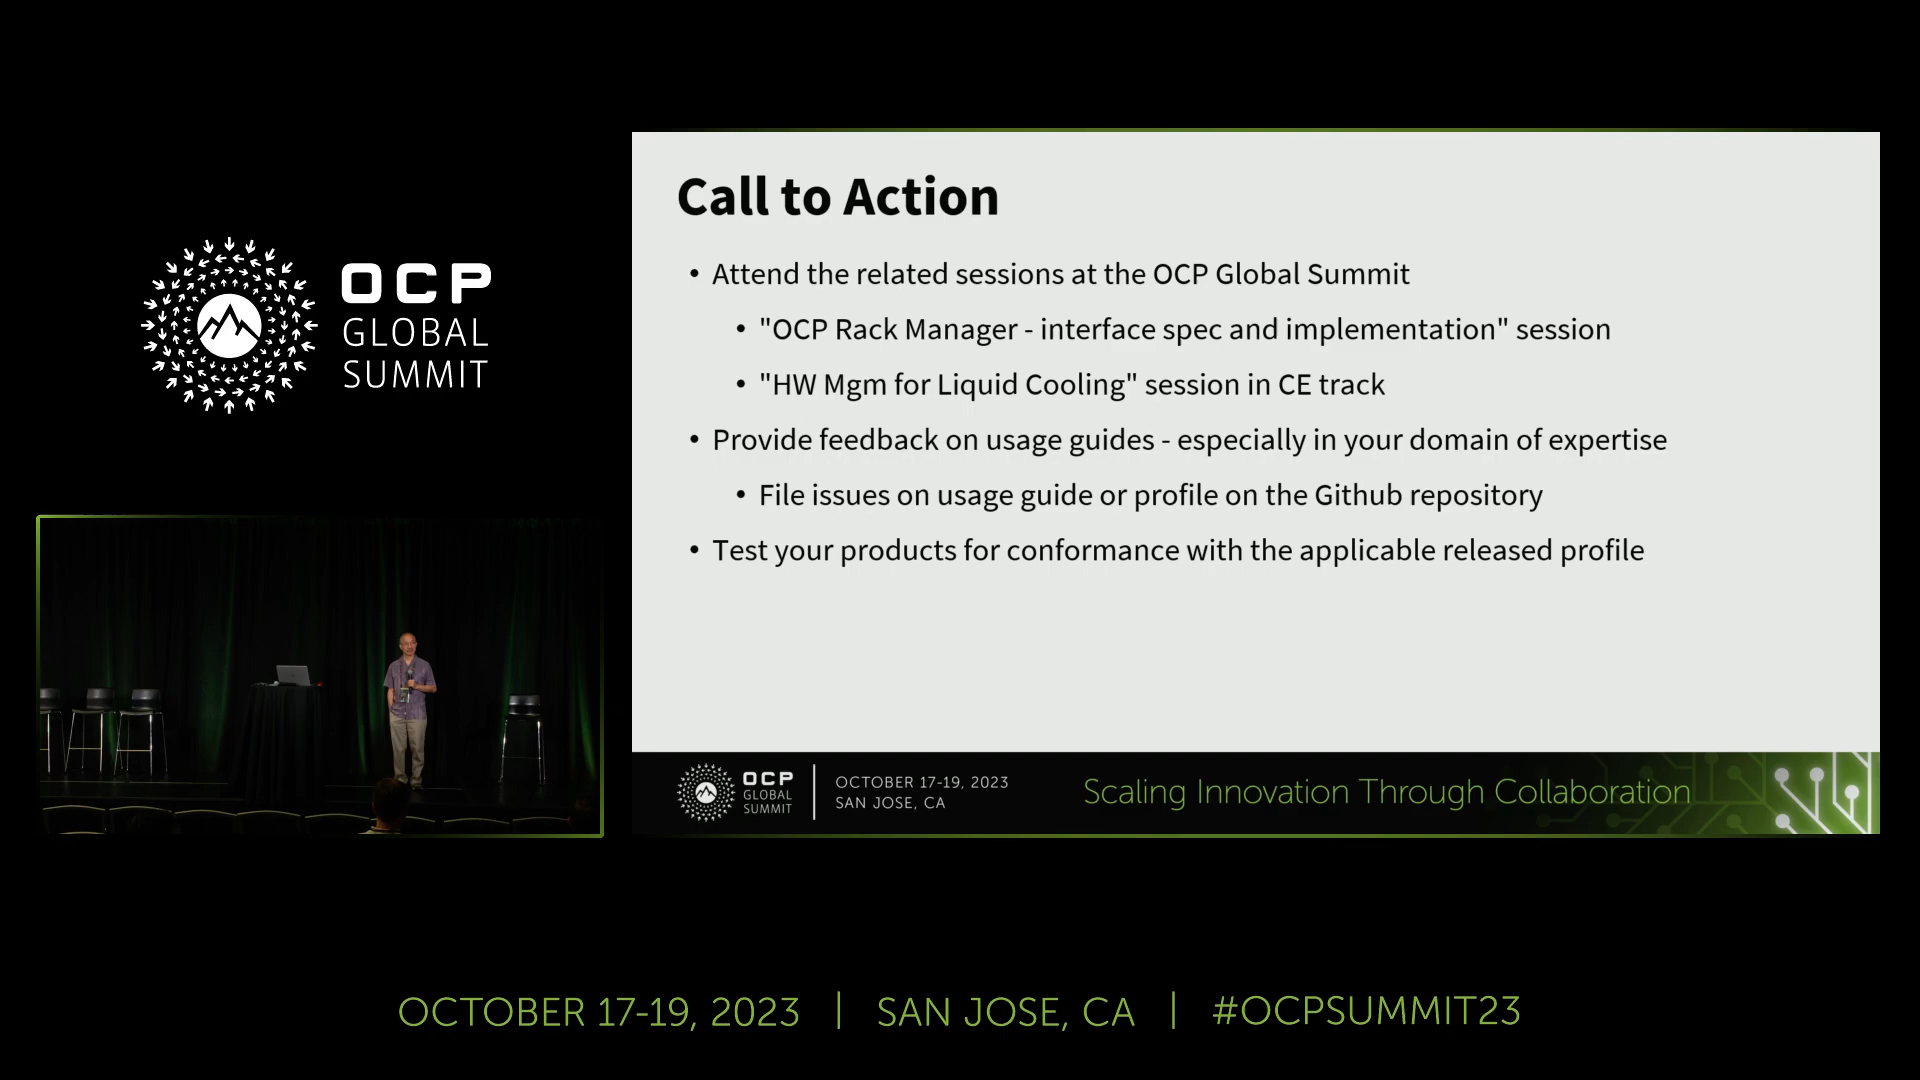 OCP
GLOBAL
SUMMIT
Call to Action
• Attend the related sessions at the OCP Global Summit
• "OCP Rack Manager - interface spec and implementation" session
• "HW Mgm for Liquid Cooling" session in CE track
• Provide feedback on usage guides - especially in your domain of expertise
• File issues on usage guide or profile on the Github repository
• Test your products for conformance with the applicable released profile
OCP
GLOBAL
SUMMIT
OCTOBER 17-19, 2023
SAN JOSE, CA
Scaling Innovation Through Collaboration
OCTOBER 17-19, 2023 | SAN JOSE, CA | #OCPSUMMIT23